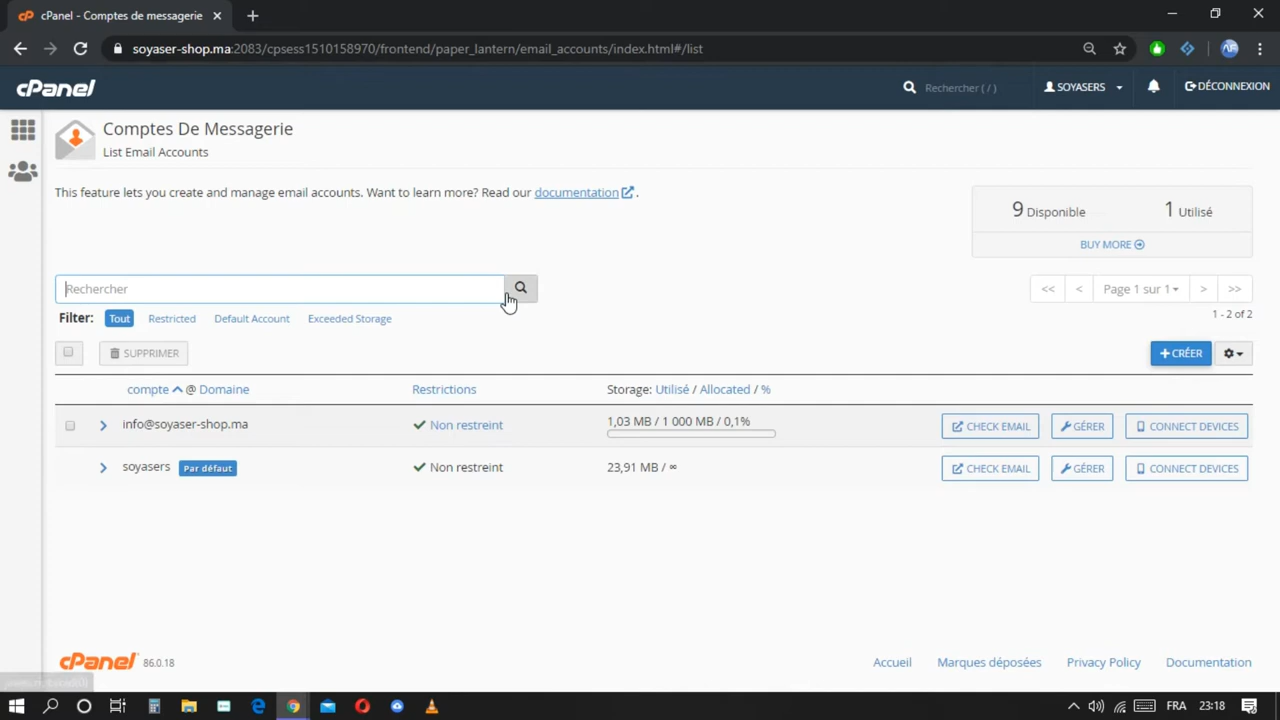 cPanel - Comptes de messagerie
soyaser-shop.ma:2083/cpsess1510158970/frontend/paper_lantern/email_accounts/index.html#/list
cPanel
Rechercher ( / )
SOYASERS
DÉCONNEXION
Comptes De Messagerie
List Email Accounts
This feature lets you create and manage email accounts. Want to learn more? Read our documentation .
9 Disponible 1 Utilisé
BUY MORE
Rechercher
<< < Page 1 sur 1 > >>
Filter: Tout Restricted Default Account Exceeded Storage
1 - 2 of 2
SUPPRIMER
+ CRÉER
compte @ Domaine Restrictions Storage: Utilisé / Allocated / %
info@soyaser-shop.ma Non restreint 1,03 MB / 1 000 MB / 0,1% CHECK EMAIL GÉRER CONNECT DEVICES
soyasers Par défaut Non restreint 23,91 MB / ∞ CHECK EMAIL GÉRER CONNECT DEVICES
cPanel 86.0.18 Accueil Marques déposées Privacy Policy Documentation
FRA 23:18